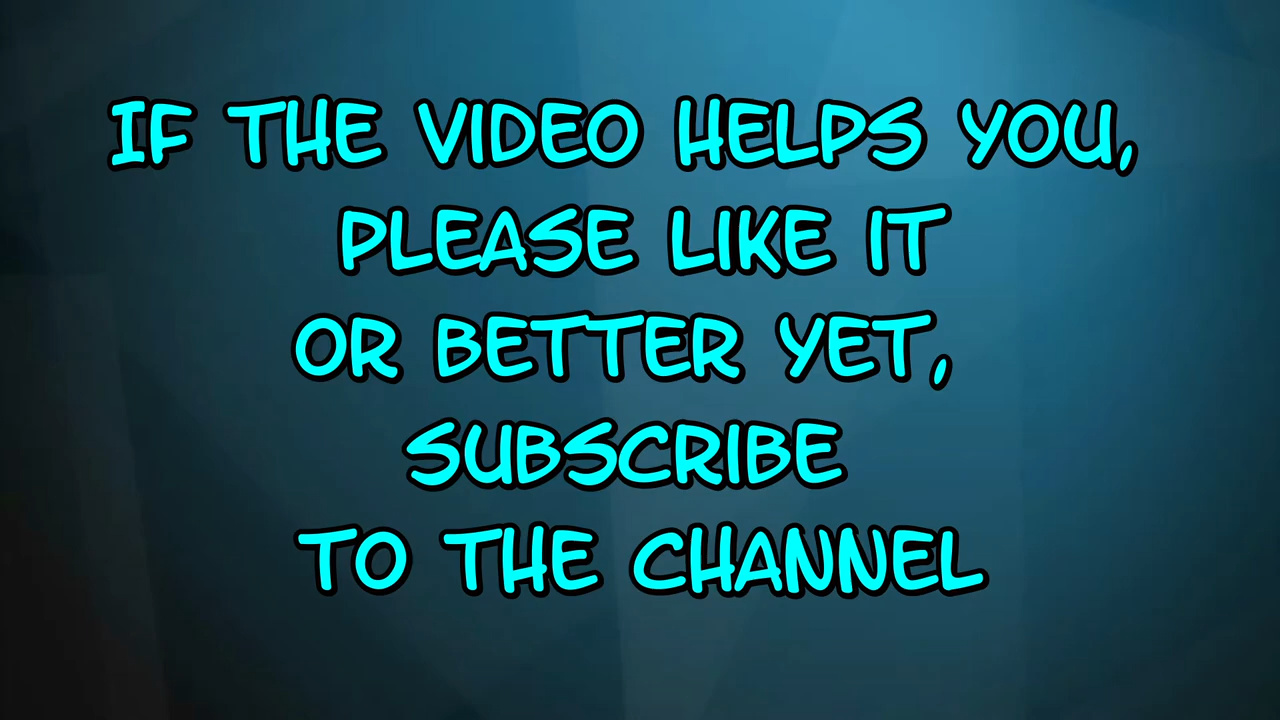 IF THE VIDEO HELPS YOU,
PLEASE LIKE IT
OR BETTER YET,
SUBSCRIBE
TO THE CHANNEL